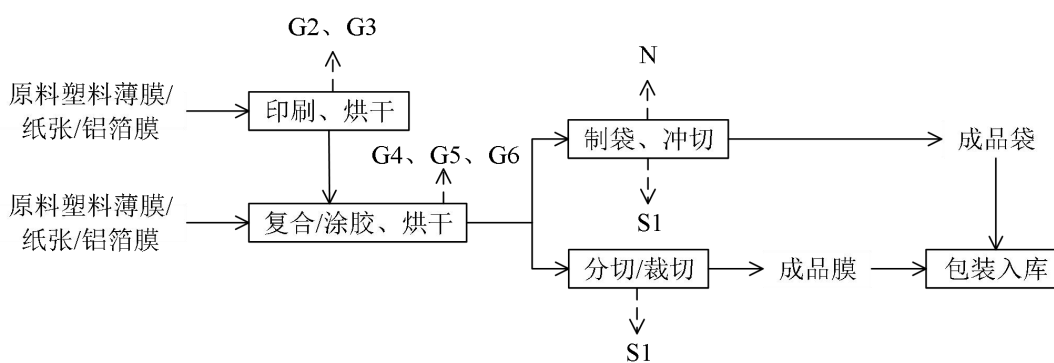 G2、G3
N
原料塑料薄膜/
纸张/铝箔膜
印刷、烘干
制袋、冲切
成品袋
G4、G5、G6
原料塑料薄膜/
纸张/铝箔膜
复合/涂胶、烘干
S1
分切/裁切
成品膜
包装入库
S1